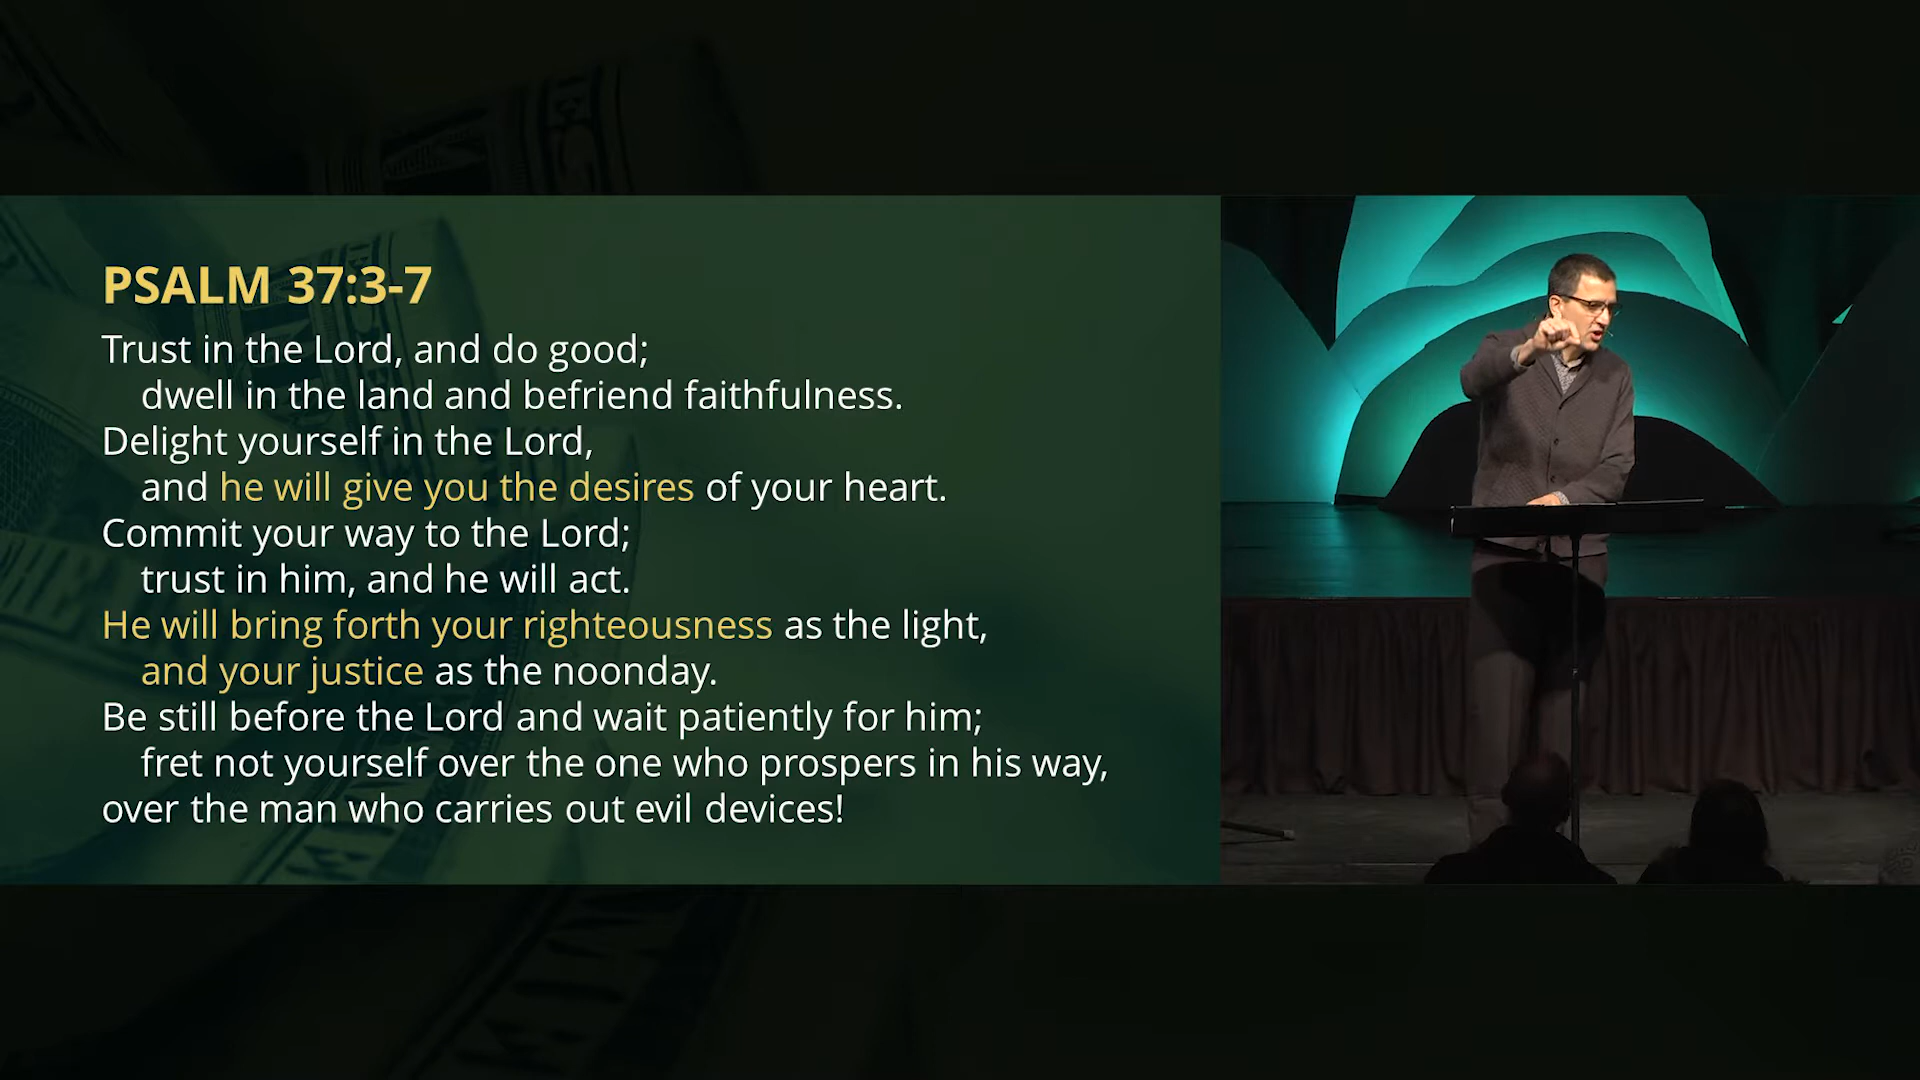 PSALM 37:3-7
Trust in the Lord, and do good;
dwell in the land and befriend faithfulness.
Delight yourself in the Lord,
and he will give you the desires of your heart.
Commit your way to the Lord;
trust in him, and he will act.
He will bring forth your righteousness as the light,
and your justice as the noonday.
Be still before the Lord and wait patiently for him;
fret not yourself over the one who prospers in his way,
over the man who carries out evil devices!